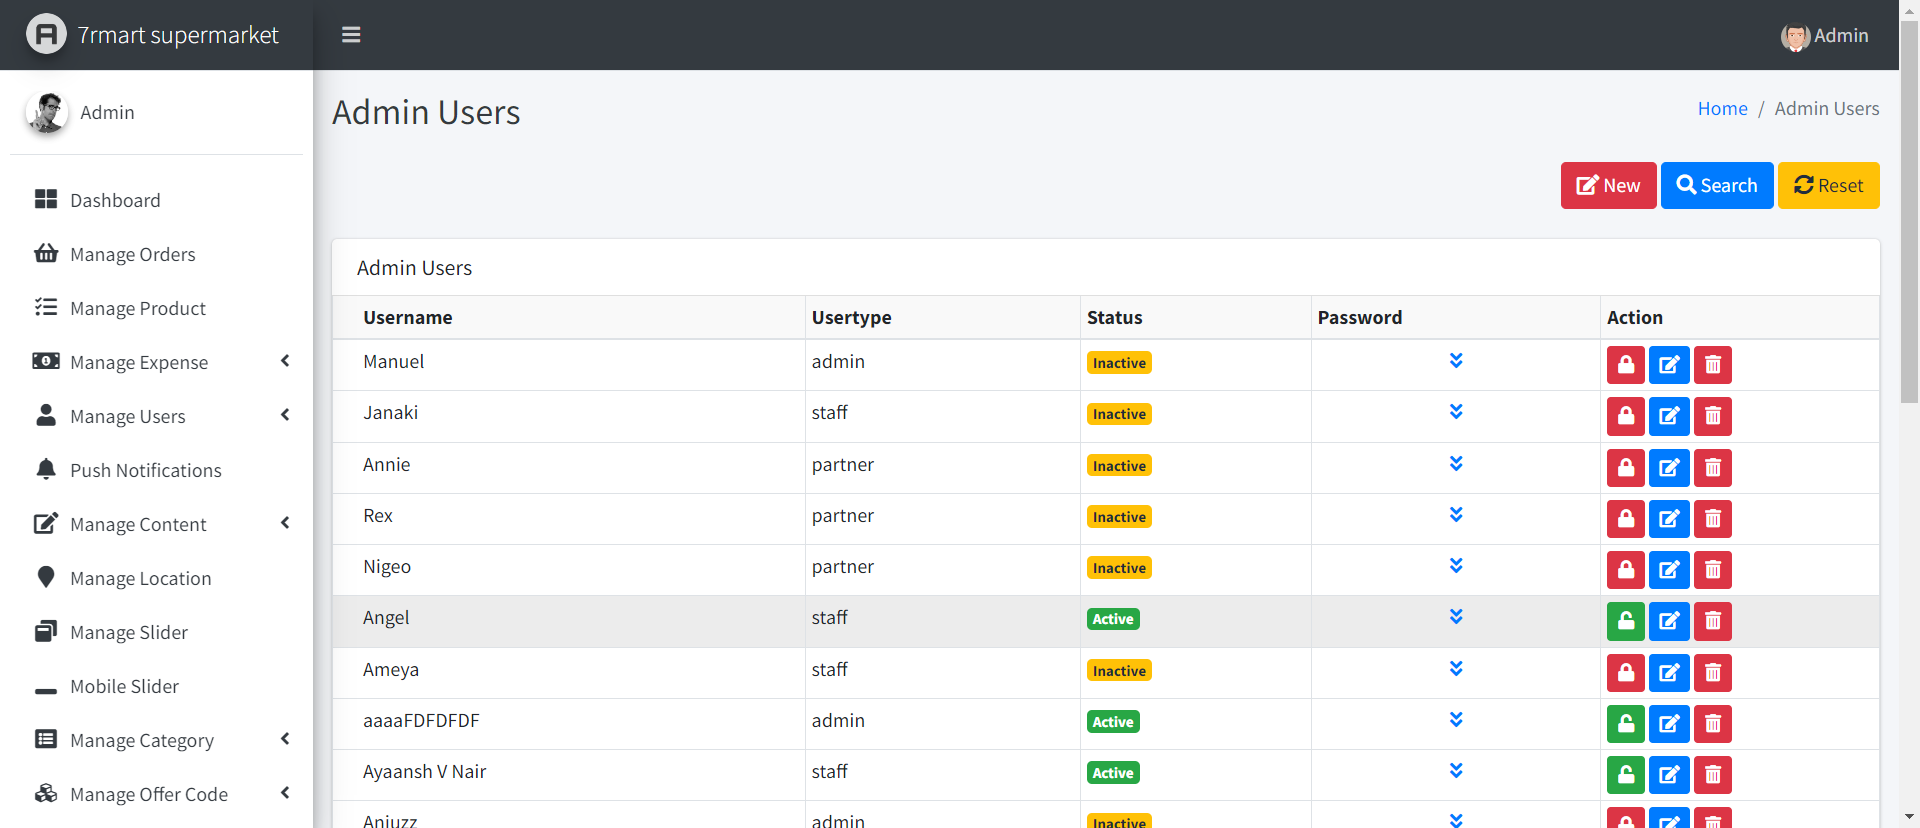 7rmart supermarket
Admin
Admin
Dashboard
Manage Orders
Manage Product
Manage Expense
Manage Users
Push Notifications
Manage Content
Manage Location
Manage Slider
Mobile Slider
Manage Category
Manage Offer Code
Admin Users
Home / Admin Users
New Search Reset
Admin Users
Username Usertype Status Password Action
Manuel admin Inactive
Janaki staff Inactive
Annie partner Inactive
Rex partner Inactive
Nigeo partner Inactive
Angel staff Active
Ameya staff Inactive
aaaaFDFDFDF admin Active
Ayaansh V Nair staff Active
Anjuzz admin Inactive